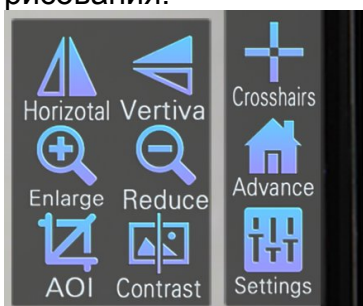 рисования.
Horizotal Vertiva
Crosshairs
Enlarge Reduce
Advance
AOI Contrast
Settings